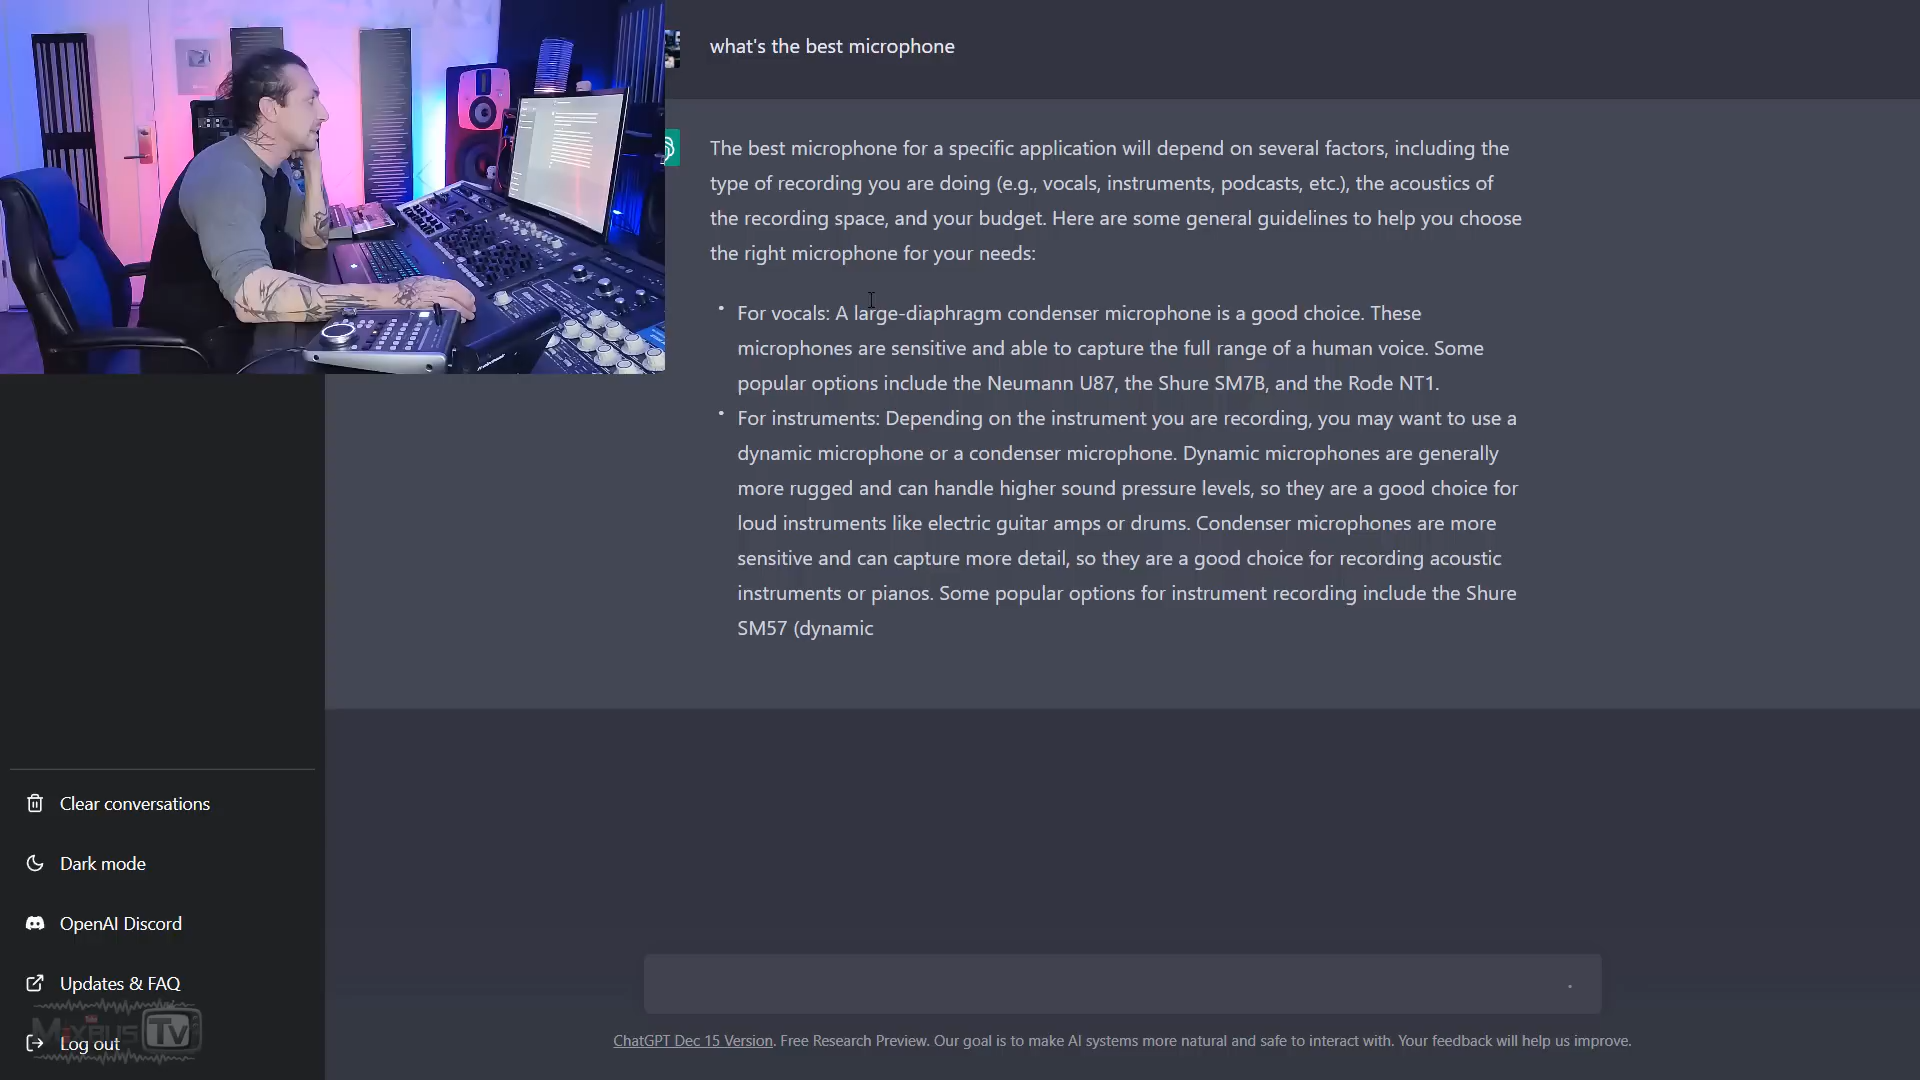 what's the best microphone
The best microphone for a specific application will depend on several factors, including the
type of recording you are doing (e.g., vocals, instruments, podcasts, etc.), the acoustics of
the recording space, and your budget. Here are some general guidelines to help you choose
the right microphone for your needs:
• For vocals: A large-diaphragm condenser microphone is a good choice. These
microphones are sensitive and able to capture the full range of a human voice. Some
popular options include the Neumann U87, the Shure SM7B, and the Rode NT1.
• For instruments: Depending on the instrument you are recording, you may want to use a
dynamic microphone or a condenser microphone. Dynamic microphones are generally
more rugged and can handle higher sound pressure levels, so they are a good choice for
loud instruments like electric guitar amps or drums. Condenser microphones are more
sensitive and can capture more detail, so they are a good choice for recording acoustic
instruments or pianos. Some popular options for instrument recording include the Shure
SM57 (dynamic
Clear conversations
Dark mode
OpenAI Discord
Updates & FAQ
MixBus Tv
Log out
ChatGPT Dec 15 Version. Free Research Preview. Our goal is to make AI systems more natural and safe to interact with. Your feedback will help us improve.